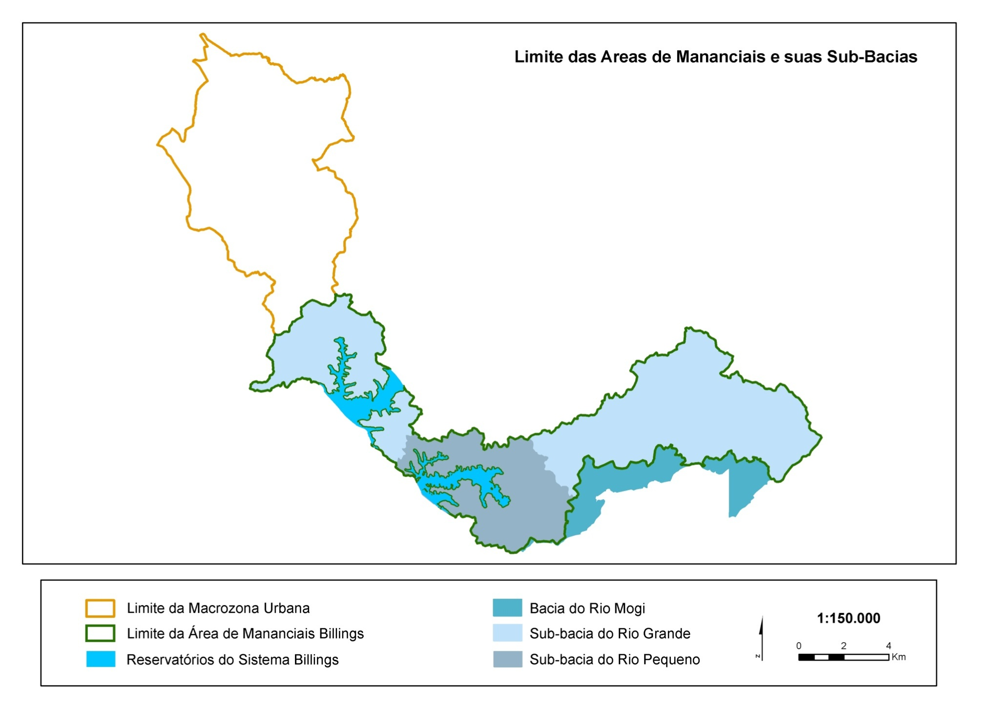 Limite das Areas de Mananciais e suas Sub-Bacias
Limite da Macrozona Urbana
Limite da Área de Mananciais Billings
Reservatórios do Sistema Billings
Bacia do Rio Mogi
Sub-bacia do Rio Grande
Sub-bacia do Rio Pequeno
N
1:150.000
0 2 4
Km